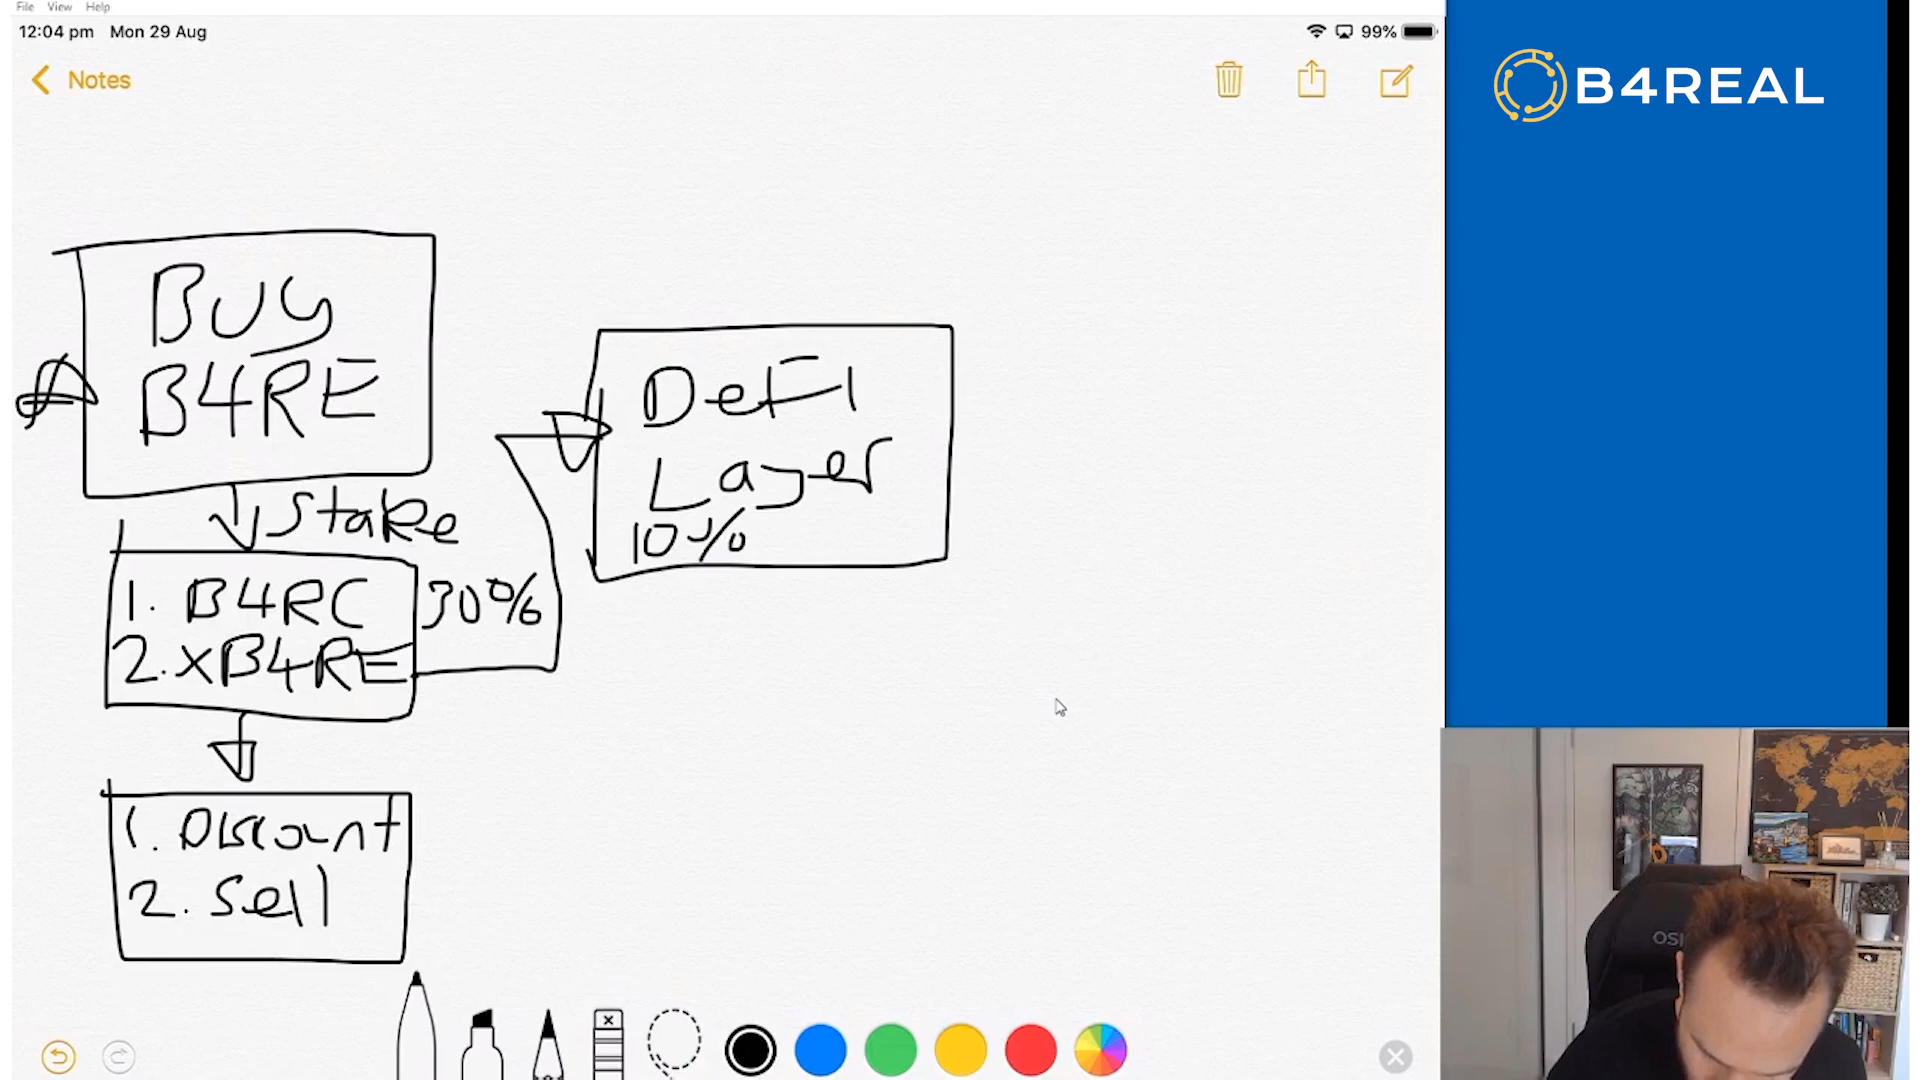 File View Help
12:04 pm Mon 29 Aug
99%
Notes
B4REAL
BUY
B4RE
Stake
1. B4RC
2. XB4RE
30%
DeFI
Layer
10%
1. Discount
2. Sell
OSI